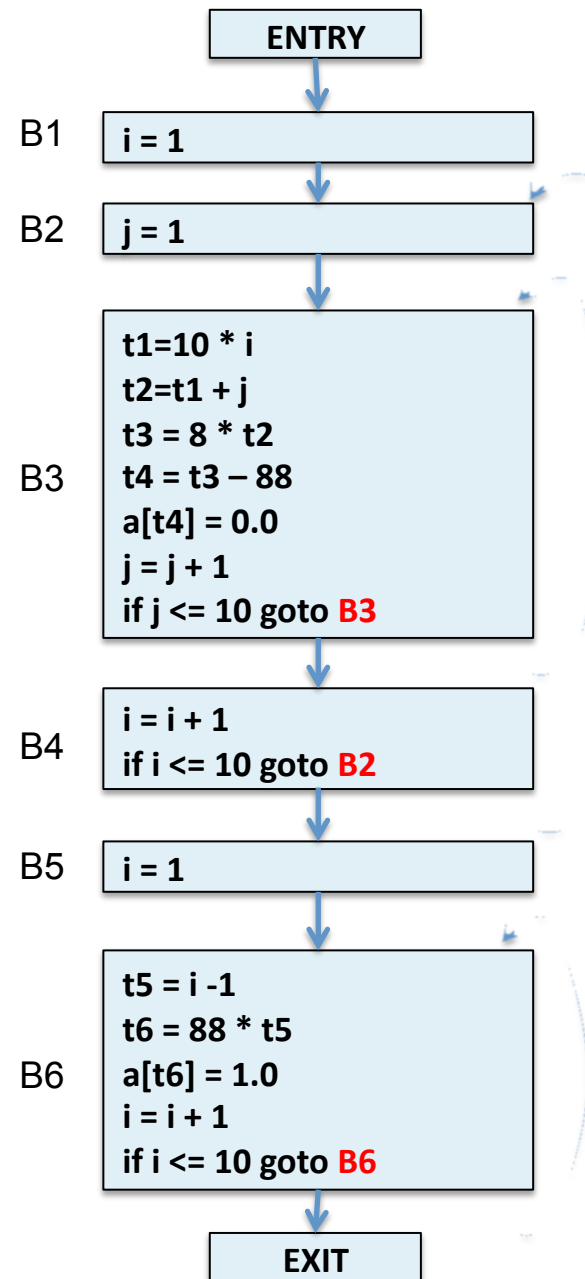 ENTRY
B1
i = 1
B2
j = 1
B3
t1=10 * i
t2=t1 + j
t3 = 8 * t2
t4 = t3 – 88
a[t4] = 0.0
j = j + 1
if j <= 10 goto B3
B4
i = i + 1
if i <= 10 goto B2
B5
i = 1
B6
t5 = i -1
t6 = 88 * t5
a[t6] = 1.0
i = i + 1
if i <= 10 goto B6
EXIT